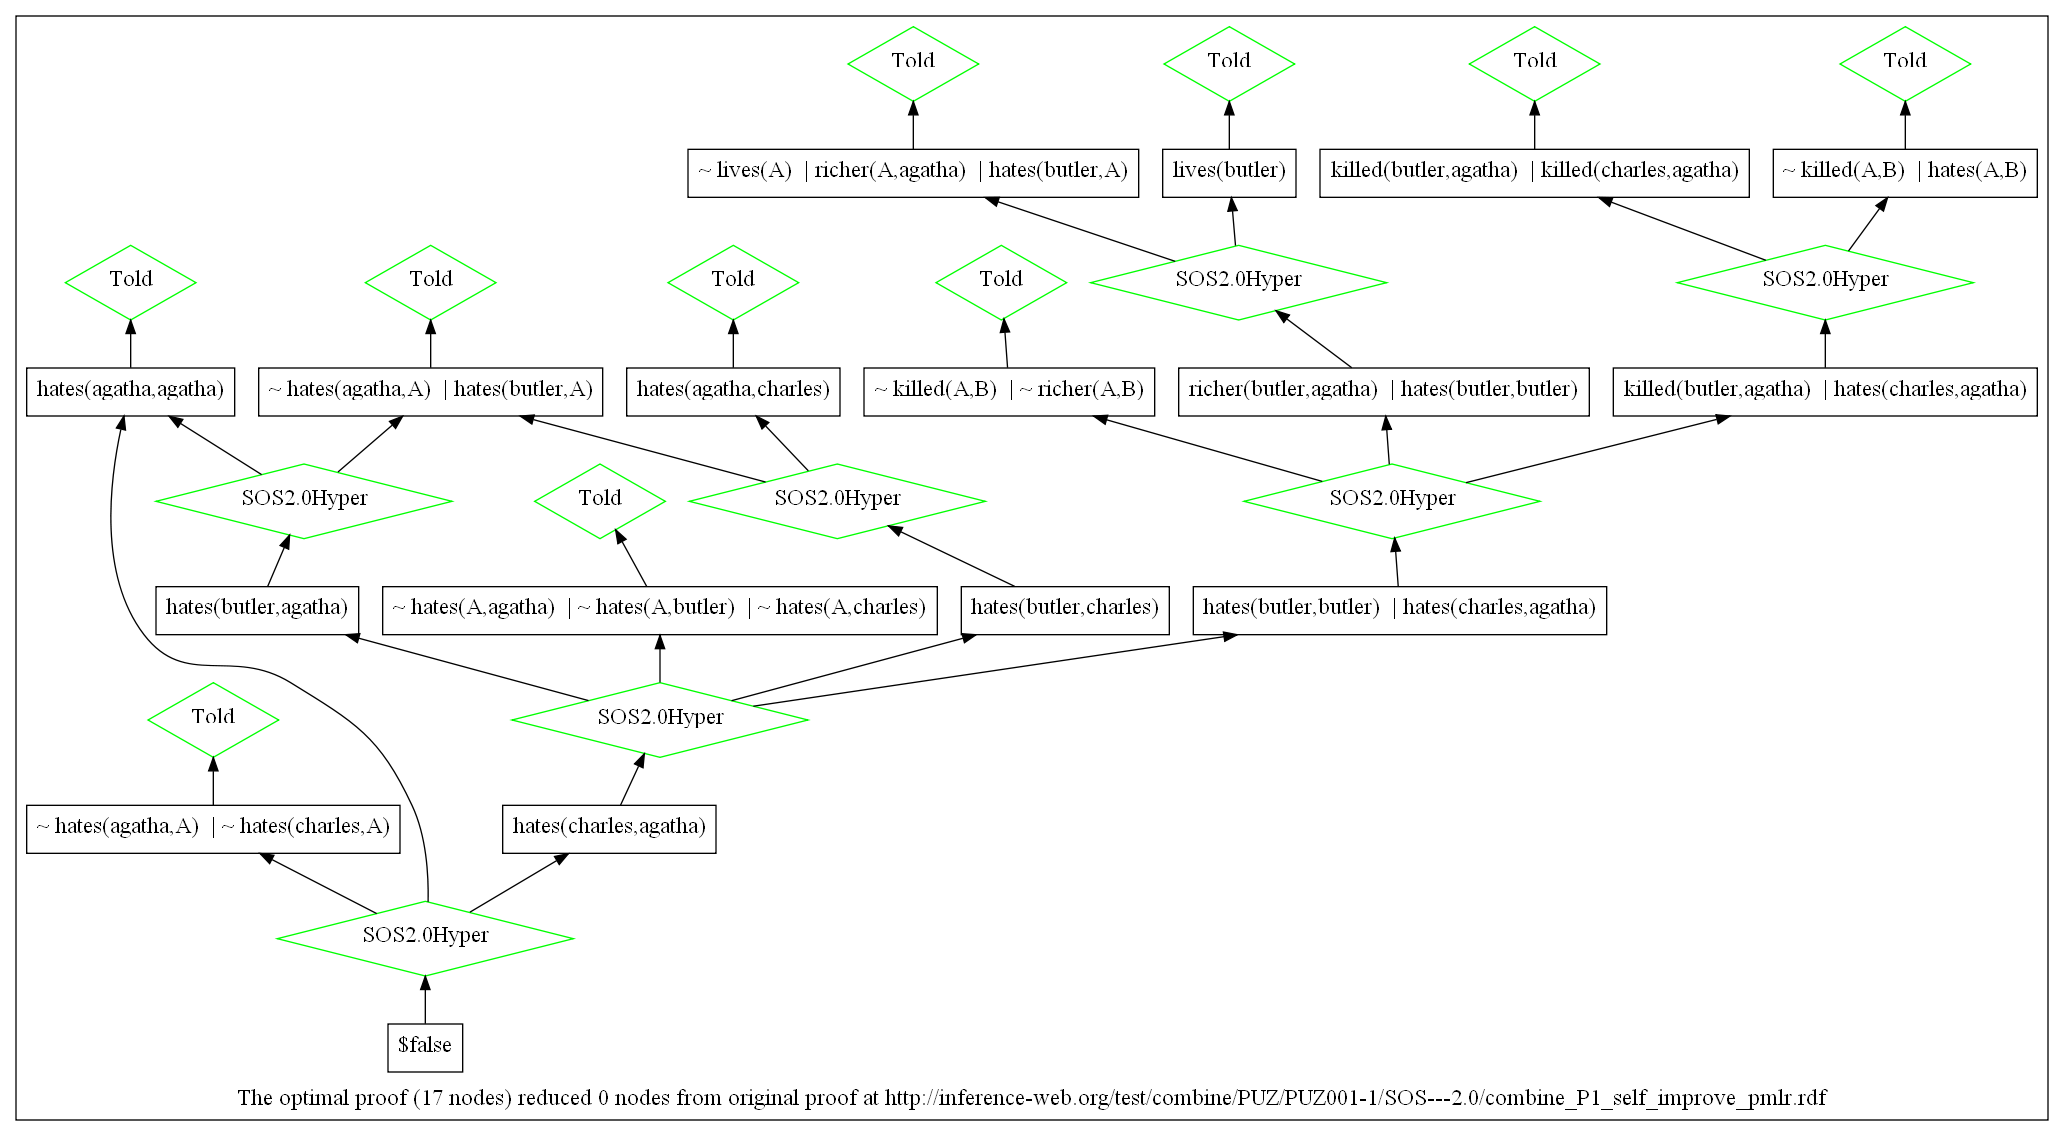 Told
Told
Told
Told
~ lives(A) | richer(A,agatha) | hates(butler,A)
lives(butler)
killed(butler,agatha) | killed(charles,agatha)
~ killed(A,B) | hates(A,B)
Told
Told
Told
Told
SOS2.0Hyper
SOS2.0Hyper
hates(agatha,agatha)
~ hates(agatha,A) | hates(butler,A)
hates(agatha,charles)
~ killed(A,B) | ~ richer(A,B)
richer(butler,agatha) | hates(butler,butler)
killed(butler,agatha) | hates(charles,agatha)
SOS2.0Hyper
Told
SOS2.0Hyper
SOS2.0Hyper
hates(butler,agatha)
~ hates(A,agatha) | ~ hates(A,butler) | ~ hates(A,charles)
hates(butler,charles)
hates(butler,butler) | hates(charles,agatha)
Told
SOS2.0Hyper
~ hates(agatha,A) | ~ hates(charles,A)
hates(charles,agatha)
SOS2.0Hyper
$false
The optimal proof (17 nodes) reduced 0 nodes from original proof at http://inference-web.org/test/combine/PUZ/PUZ001-1/SOS---2.0/combine_P1_self_improve_pmlr.rdf